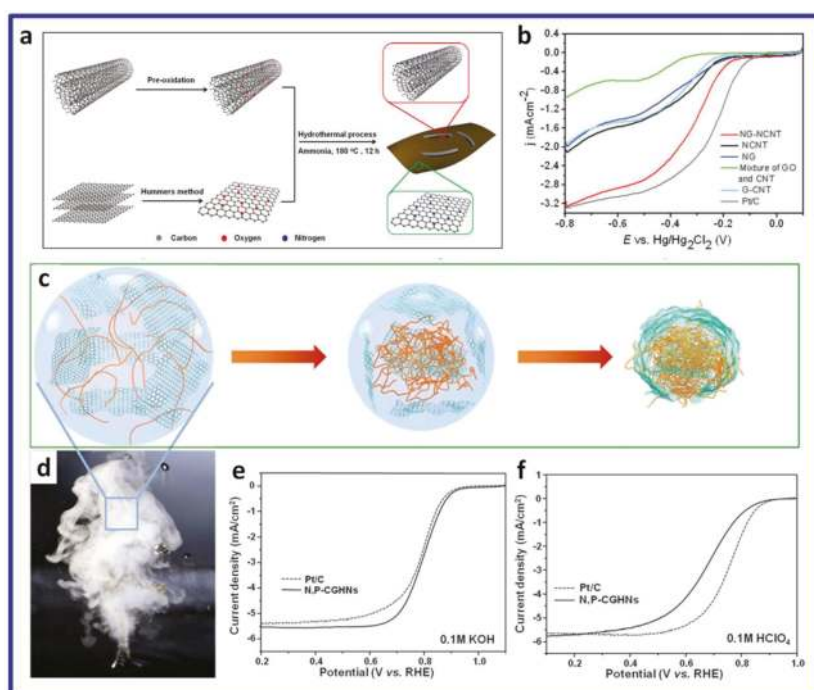 a
Pre-oxidation
Hydrothermal process
Ammonia, 180 °C , 12 h
Hummers method
Carbon
Oxygen
Nitrogen
b
j (mAcm-2)
0.4
0.0
-0.4
-0.8
-1.2
-1.6
-2.0
-2.4
-2.8
-3.2
-3.6
NG-NCNT
NCNT
NG
Mixture of GO
and CNT
G-CNT
Pt/C
-0.8 -0.6 -0.4 -0.2 0.0
E vs. Hg/Hg2Cl2 (V)
c
d
e
Current density (mA/cm2)
0
-1
-2
-3
-4
-5
-6
Pt/C
N,P-CGHNs
0.1M KOH
0.2 0.4 0.6 0.8 1.0
Potential (V vs. RHE)
f
Current density (mA/cm2)
1
0
-1
-2
-3
-4
-5
-6
-7
Pt/C
N,P-CGHNs
0.1M HClO4
0.2 0.4 0.6 0.8 1.0
Potential (V vs. RHE)